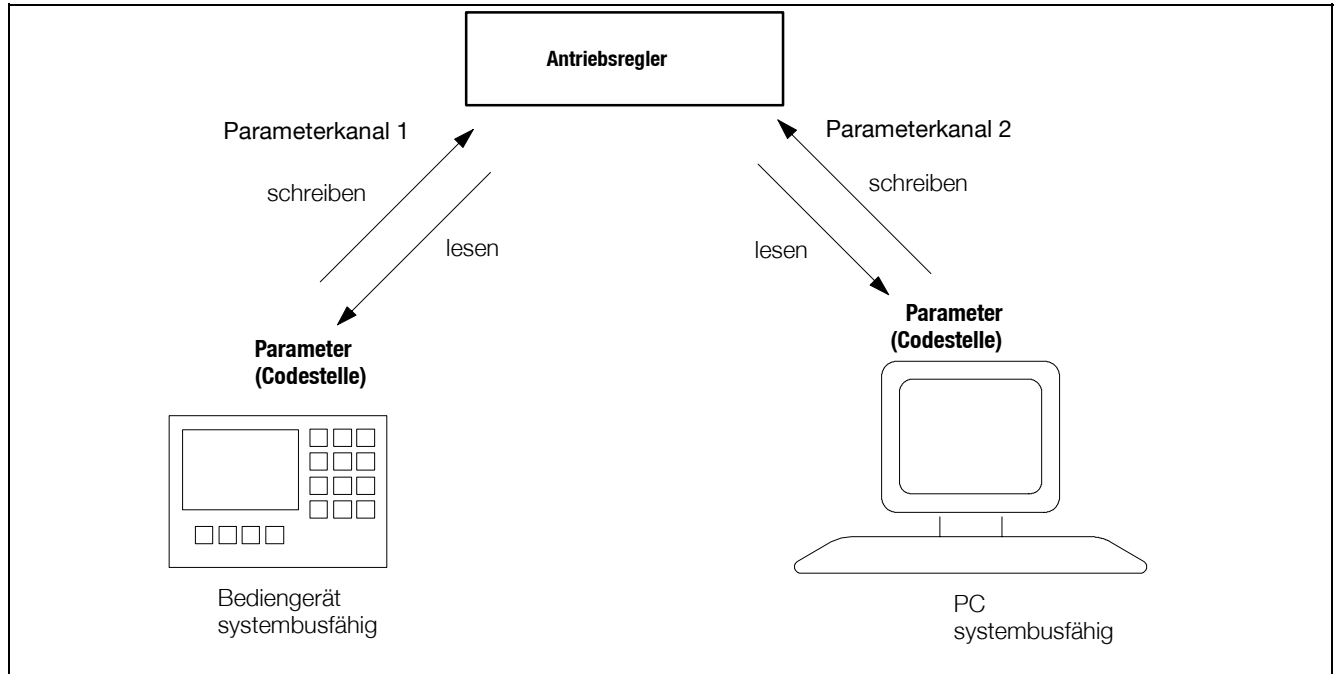 Antriebsregler
Parameterkanal 1
Parameterkanal 2
schreiben
schreiben
lesen
lesen
Parameter
(Codestelle)
Parameter
(Codestelle)
Bediengerät
systembusfähig
PC
systembusfähig